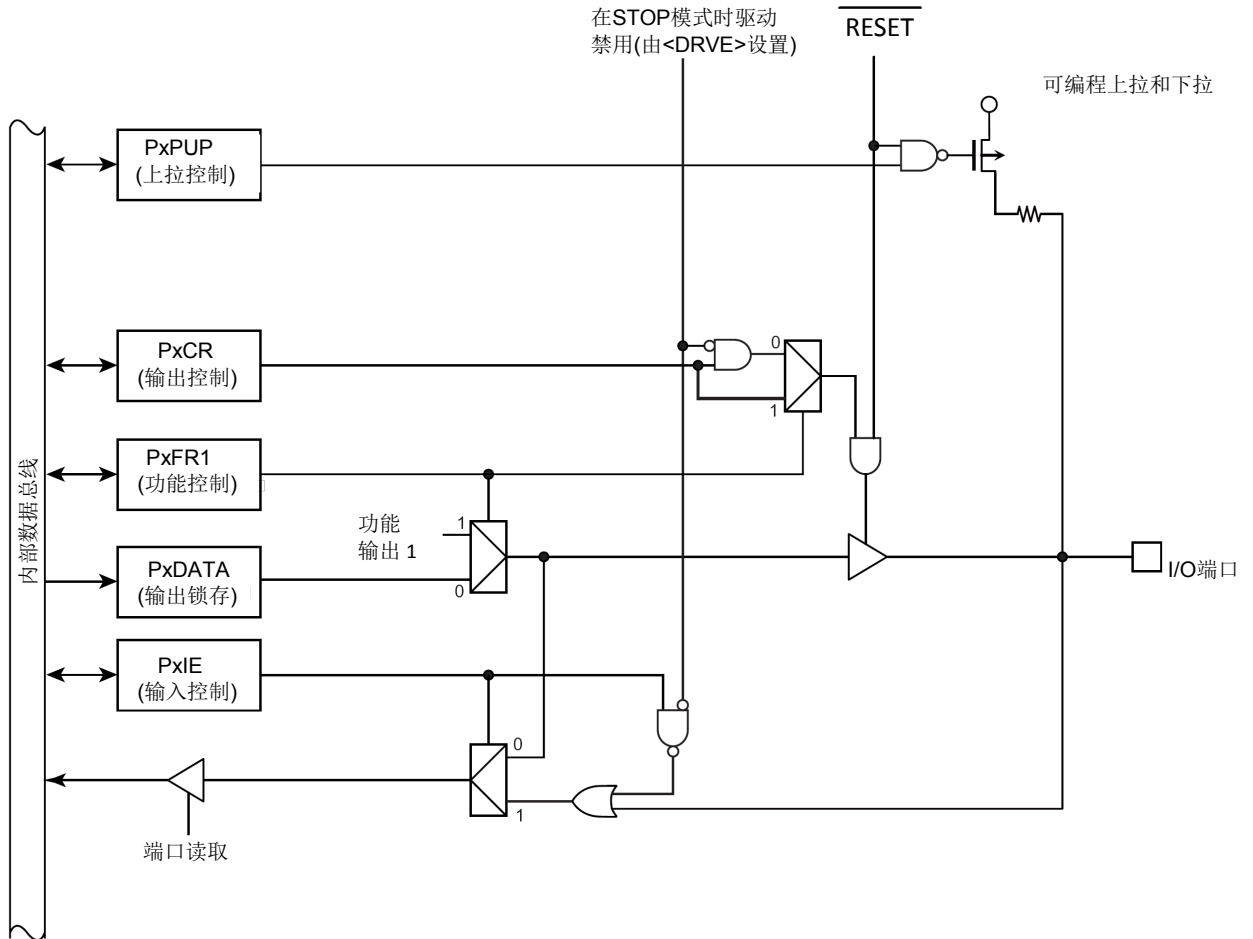 在STOP模式时驱动
禁用(由<DRVE>设置)
RESET
可编程上拉和下拉
PxPUP
(上拉控制)
PxCR
(输出控制)
0
1
PxFR1
(功能控制)
内部数据总线
功能
输出 1
1
0
PxDATA
(输出锁存)
I/O端口
PxIE
(输入控制)
0
1
端口读取